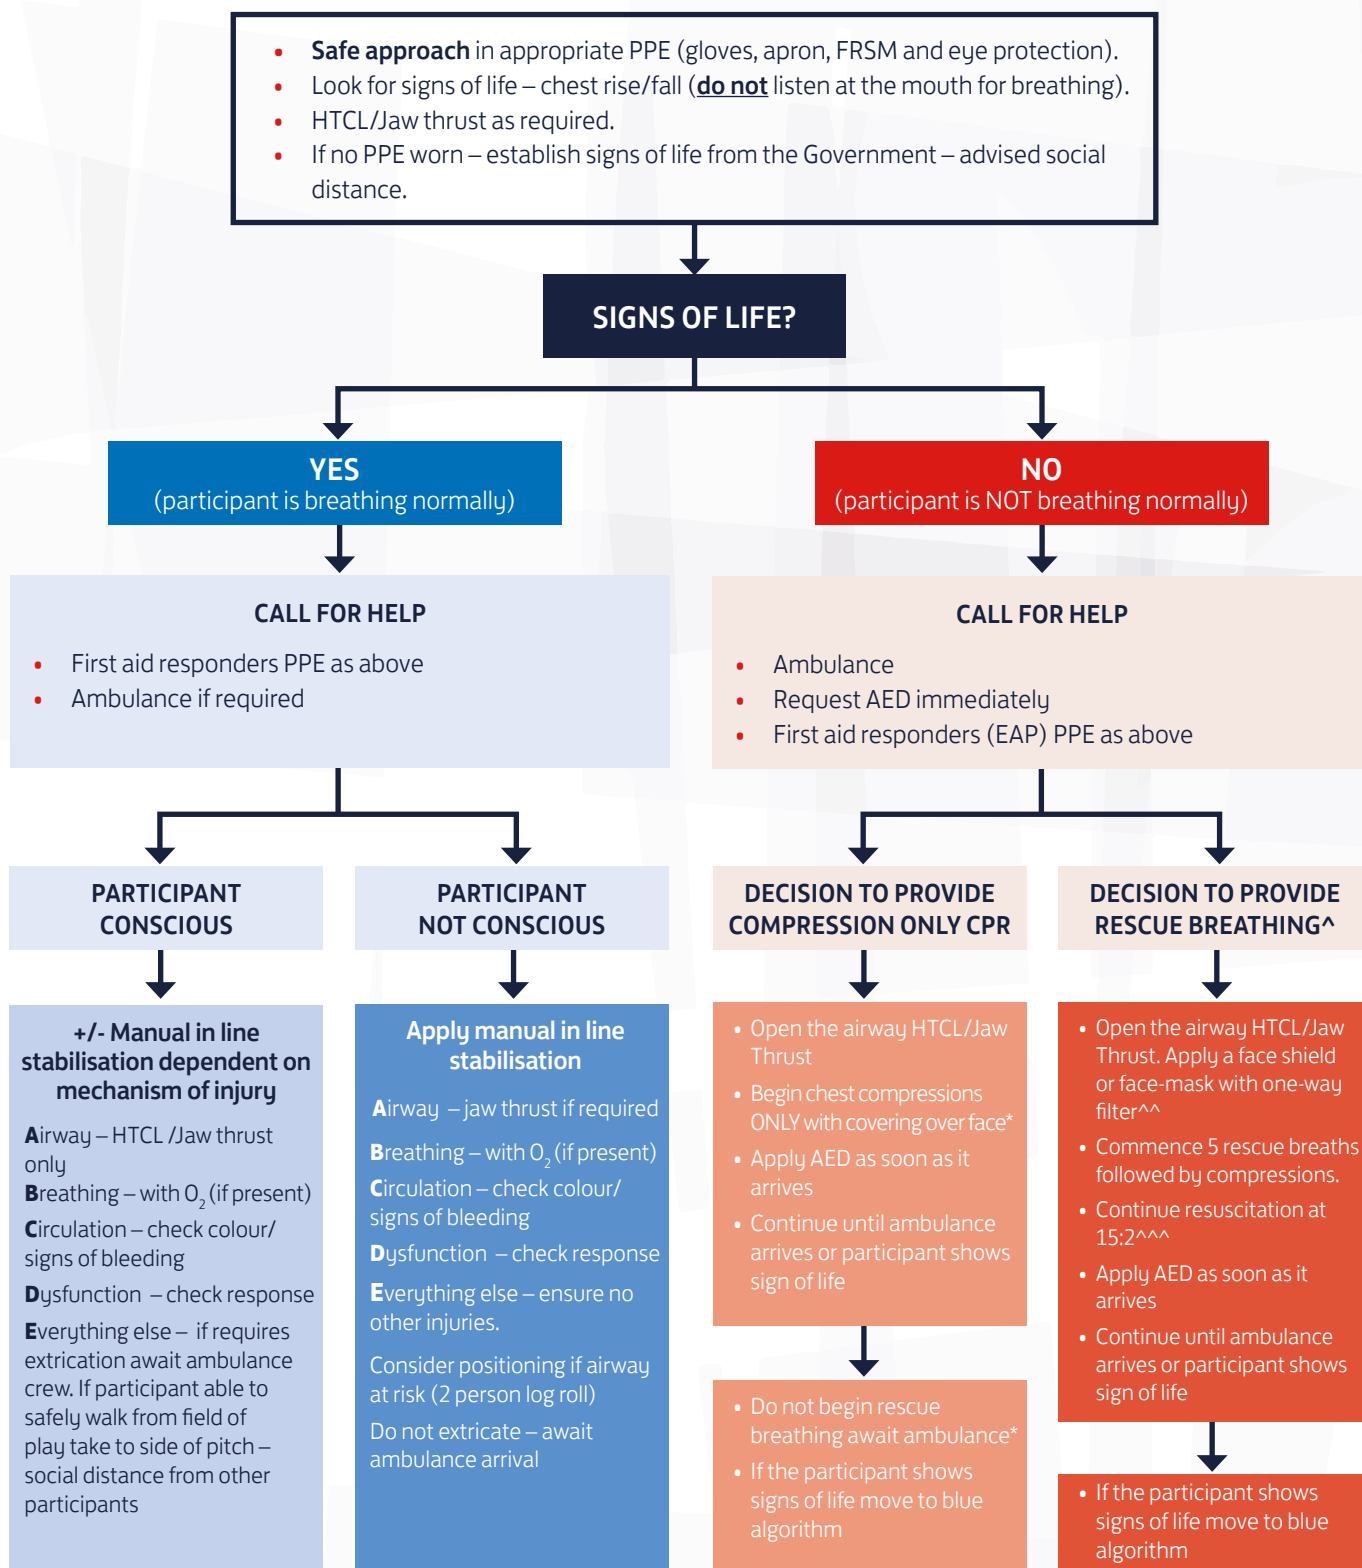 • Safe approach in appropriate PPE (gloves, apron, FRSM and eye protection).
• Look for signs of life – chest rise/fall (do not listen at the mouth for breathing).
• HTCL/Jaw thrust as required.
• If no PPE worn – establish signs of life from the Government – advised social
distance.
SIGNS OF LIFE?
YES
(participant is breathing normally)
NO
(participant is NOT breathing normally)
CALL FOR HELP
• First aid responders PPE as above
• Ambulance if required
CALL FOR HELP
• Ambulance
• Request AED immediately
• First aid responders (EAP) PPE as above
PARTICIPANT
CONSCIOUS
PARTICIPANT
NOT CONSCIOUS
DECISION TO PROVIDE
COMPRESSION ONLY CPR
DECISION TO PROVIDE
RESCUE BREATHING^
+/- Manual in line
stabilisation dependent on
mechanism of injury
Airway – HTCL /Jaw thrust
only
Breathing – with O2 (if present)
Circulation – check colour/
signs of bleeding
Dysfunction – check response
Everything else – if requires
extrication await ambulance
crew. If participant able to
safely walk from field of
play take to side of pitch –
social distance from other
participants
Apply manual in line
stabilisation
Airway – jaw thrust if required
Breathing – with O2 (if present)
Circulation – check colour/
signs of bleeding
Dysfunction – check response
Everything else – ensure no
other injuries.
Consider positioning if airway
at risk (2 person log roll)
Do not extricate – await
ambulance arrival
• Open the airway HTCL/Jaw
Thrust
• Begin chest compressions
ONLY with covering over face*
• Apply AED as soon as it
arrives
• Continue until ambulance
arrives or participant shows
sign of life
• Do not begin rescue
breathing await ambulance*
• If the participant shows
signs of life move to blue
algorithm
• Open the airway HTCL/Jaw
Thrust. Apply a face shield
or face-mask with one-way
filter^^
• Commence 5 rescue breaths
followed by compressions.
• Continue resuscitation at
15:2^^^
• Apply AED as soon as it
arrives
• Continue until ambulance
arrives or participant shows
sign of life
• If the participant shows
signs of life move to blue
algorithm